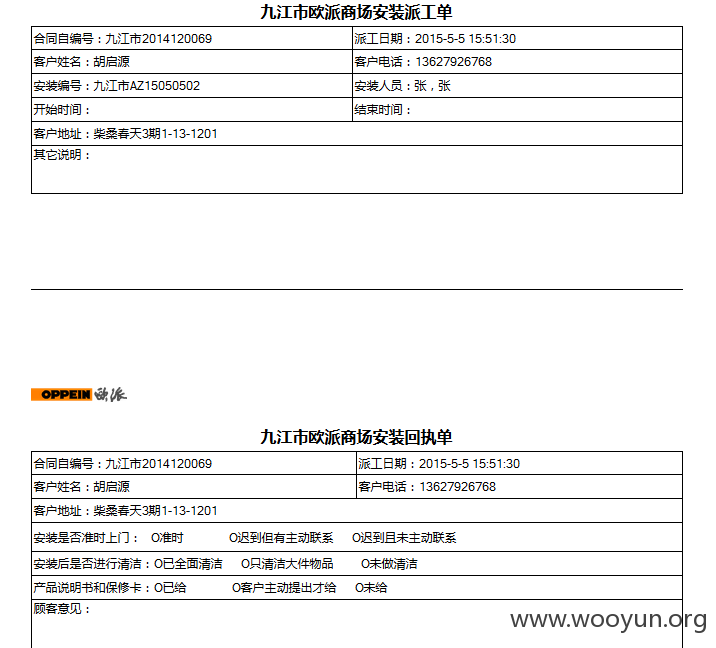 九江市欧派商场安装派工单
合同自编号：九江市2014120069 派工日期：2015-5-5 15:51:30
客户姓名：胡启源 客户电话：13627926768
安装编号：九江市AZ15050502 安装人员：张，张
开始时间： 结束时间：
客户地址：柴桑春天3期1-13-1201
其它说明：
OPPEIN 欧派
九江市欧派商场安装回执单
合同自编号：九江市2014120069 派工日期：2015-5-5 15:51:30
客户姓名：胡启源 客户电话：13627926768
客户地址：柴桑春天3期1-13-1201
安装是否准时上门： O准时 O迟到但有主动联系 O迟到且未主动联系
安装后是否进行清洁：O已全面清洁 O只清洁大件物品 O未做清洁
产品说明书和保修卡：O已给 O客户主动提出才给 O未给
顾客意见：
www.wooyun.org